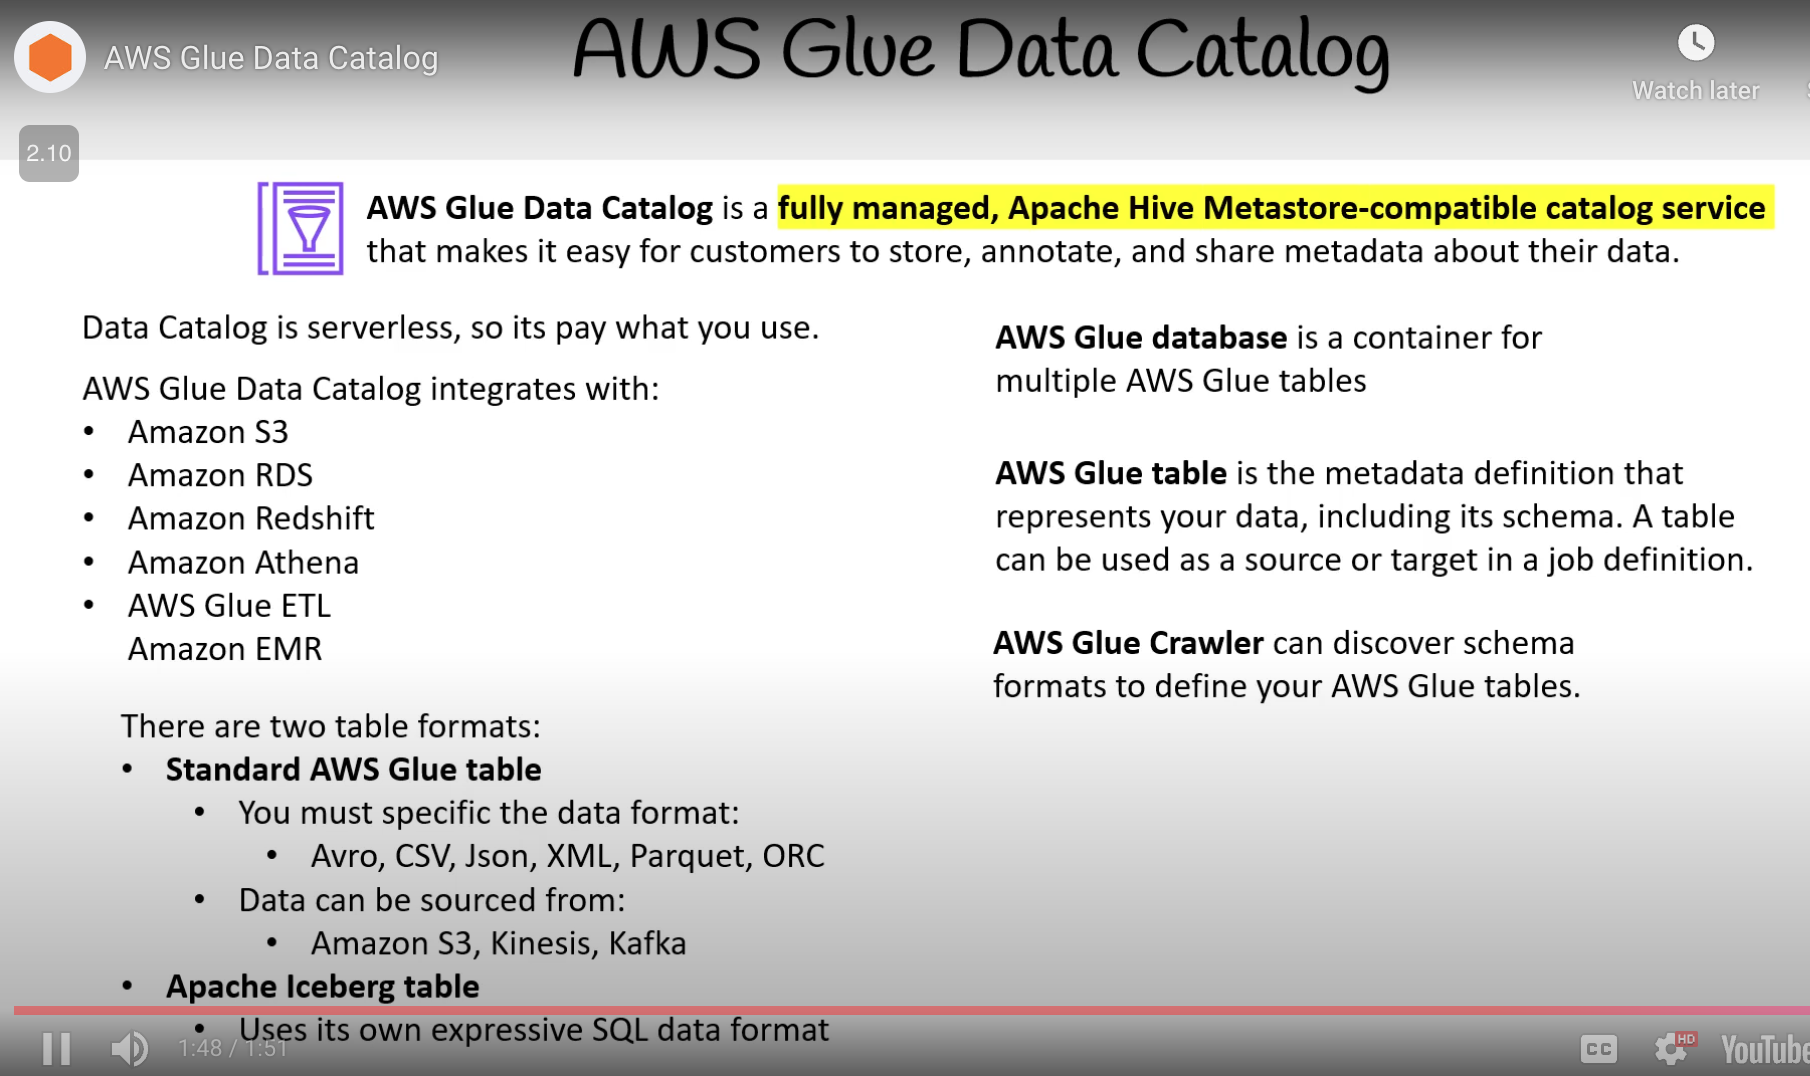 AWS Glue Data Catalog
AWS Glue Data Catalog
Watch later
2.10
AWS Glue Data Catalog is a fully managed, Apache Hive Metastore-compatible catalog service
that makes it easy for customers to store, annotate, and share metadata about their data.
Data Catalog is serverless, so its pay what you use.
AWS Glue Data Catalog integrates with:
• Amazon S3
• Amazon RDS
• Amazon Redshift
• Amazon Athena
• AWS Glue ETL
Amazon EMR
There are two table formats:
• Standard AWS Glue table
• You must specific the data format:
• Avro, CSV, Json, XML, Parquet, ORC
• Data can be sourced from:
• Amazon S3, Kinesis, Kafka
• Apache Iceberg table
• Uses its own expressive SQL data format
AWS Glue database is a container for
multiple AWS Glue tables
AWS Glue table is the metadata definition that
represents your data, including its schema. A table
can be used as a source or target in a job definition.
AWS Glue Crawler can discover schema
formats to define your AWS Glue tables.
1:48 / 1:51
CC
HD
YouTube